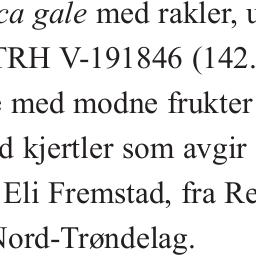 ca gale med rakler, u
TRH V-191846 (142.
med modne frukter
d kjertler som avgir
Eli Fremstad, fra Re
Nord-Trøndelag.